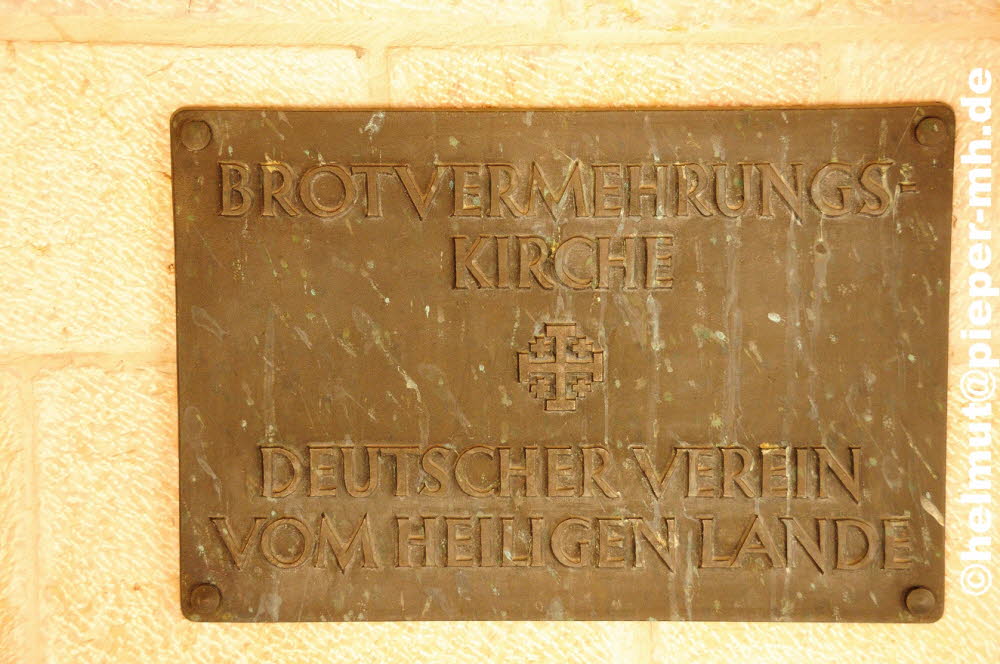 BROTVERMEHRUNGS-
KIRCHE
DEUTSCHER VEREIN
VOM HEILIGEN LANDE
©helmut@pieper-mh.de